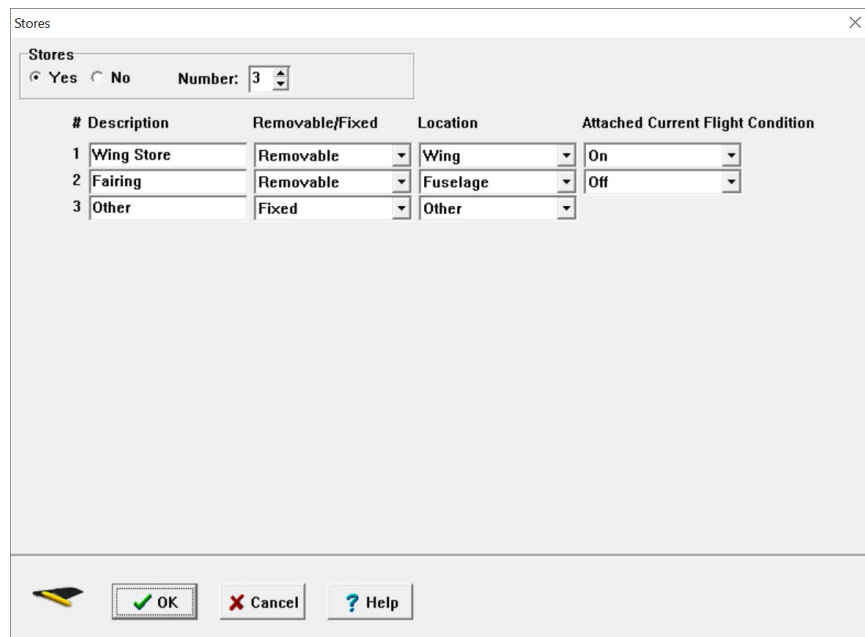 Stores
Stores
Yes No Number: 3
# Description Removable/Fixed Location Attached Current Flight Condition
1 Wing Store Removable Wing On
2 Fairing Removable Fuselage Off
3 Other Fixed Other
OK Cancel ? Help